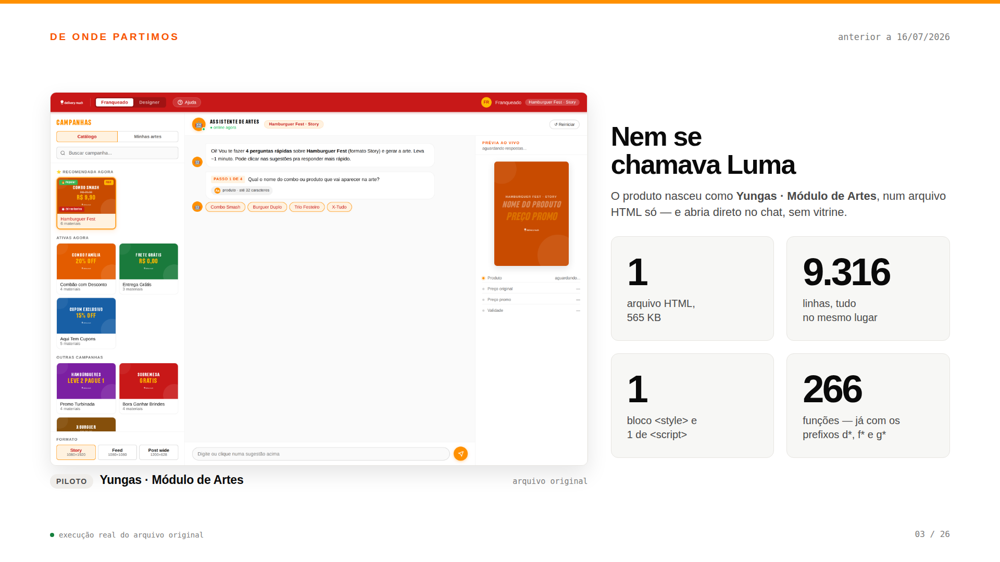 DE ONDE PARTIMOS
anterior a 16/07/2026
delivery much
Franqueado
Designer
Ajuda
FR
Franqueado
Hamburguer Fest · Story
CAMPANHAS
Catálogo
Minhas artes
Buscar campanha...
RECOMENDADA AGORA
Popular
COMBO SMASH
R$ 9,90
Hamburguer Fest
6 materiais
ATIVAS AGORA
COMBO FAMÍLIA
20% OFF
Combão com Desconto
4 materiais
FRETE GRÁTIS
R$ 0,00
Entrega Grátis
3 materiais
CUPOM EXCLUSIVO
15% OFF
Aqui Tem Cupons
5 materiais
OUTRAS CAMPANHAS
HAMBÚRGUERES
LEVE 2 PAGUE 1
Promo Turbinada
4 materiais
SOBREMESA
GRÁTIS
Bora Ganhar Brindes
4 materiais
X-BURGUER
FORMATO
Story
1080×1920
Feed
1080×1080
Post wide
1200×628
ASSISTENTE DE ARTES
online agora
Hamburguer Fest · Story
↺ Reiniciar
Oi! Vou te fazer 4 perguntas rápidas sobre Hamburguer Fest (formato Story) e gerar a arte. Leva
~1 minuto. Pode clicar nas sugestões pra responder mais rápido.
PASSO 1 DE 4 Qual o nome do combo ou produto que vai aparecer na arte?
Aa produto · até 32 caracteres
Combo Smash
Burguer Duplo
Trio Festeiro
X-Tudo
Digite ou clique numa sugestão acima
PRÉVIA AO VIVO
aguardando respostas...
HAMBURGUER FEST · STORY
NOME DO PRODUTO
PREÇO PROMO
delivery much
Produto aguardando...
Preço original —
Preço promo —
Validade —
PILOTO Yungas · Módulo de Artes
arquivo original
Nem se
chamava Luma
O produto nasceu como Yungas · Módulo de Artes, num arquivo
HTML só — e abria direto no chat, sem vitrine.
1
arquivo HTML,
565 KB
9.316
linhas, tudo
no mesmo lugar
1
bloco <style> e
1 de <script>
266
funções — já com os
prefixos d*, f* e g*
execução real do arquivo original
03 / 26